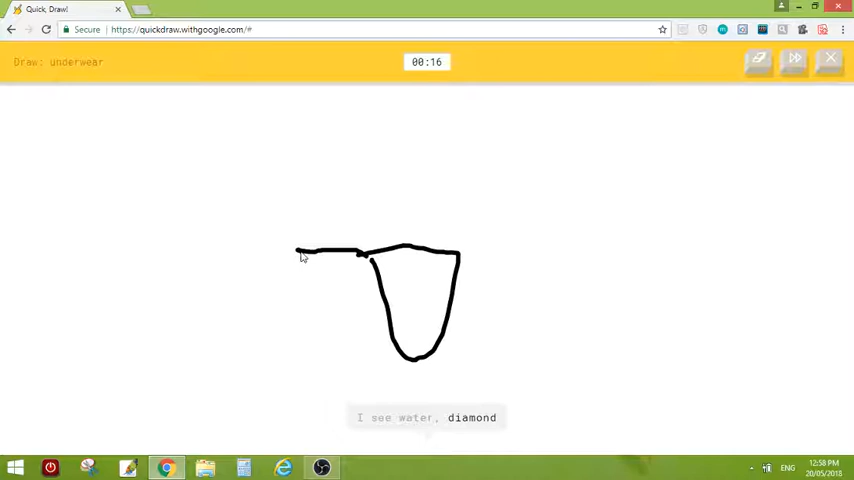 Quick, Draw!
Secure | https://quickdraw.withgoogle.com/#
Draw: underwear
00:16
I see water, diamond
ENG
12:58 PM
20/05/2018